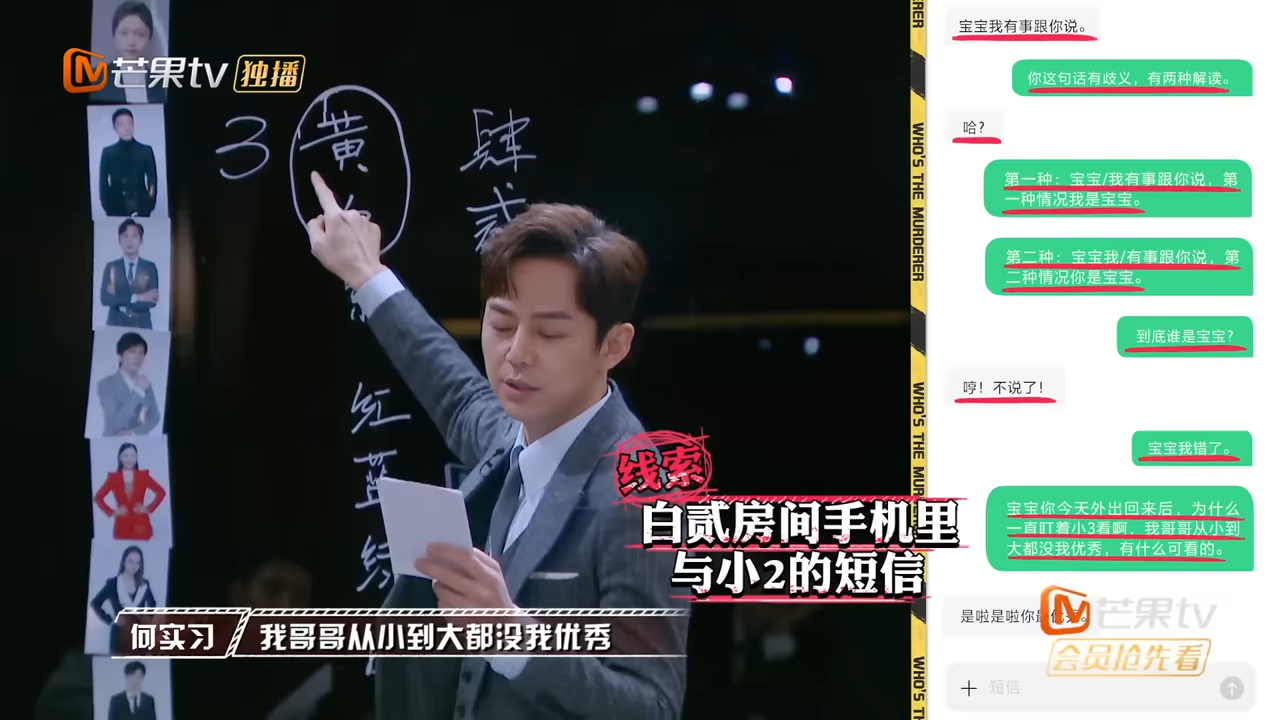 芒果tv 独播
3
黄
肆
贰
红
蓝
绿
线索
白贰房间手机里
与小2的短信
何实习
我哥哥从小到大都没我优秀
WHO'S THE MURDERER
WHO'S THE MURDERER
宝宝我有事跟你说。
你这句话有歧义，有两种解读。
哈?
第一种：宝宝/我有事跟你说，第
一种情况我是宝宝。
第二种：宝宝我/有事跟你说，第
二种情况你是宝宝。
到底谁是宝宝?
哼！不说了!
宝宝我错了。
宝宝你今天外出回来后，为什么
一直盯着小3看啊，我哥哥从小到
大都没我优秀，有什么可看的。
是啦是啦你最优秀。
芒果tv
会员抢先看
短信